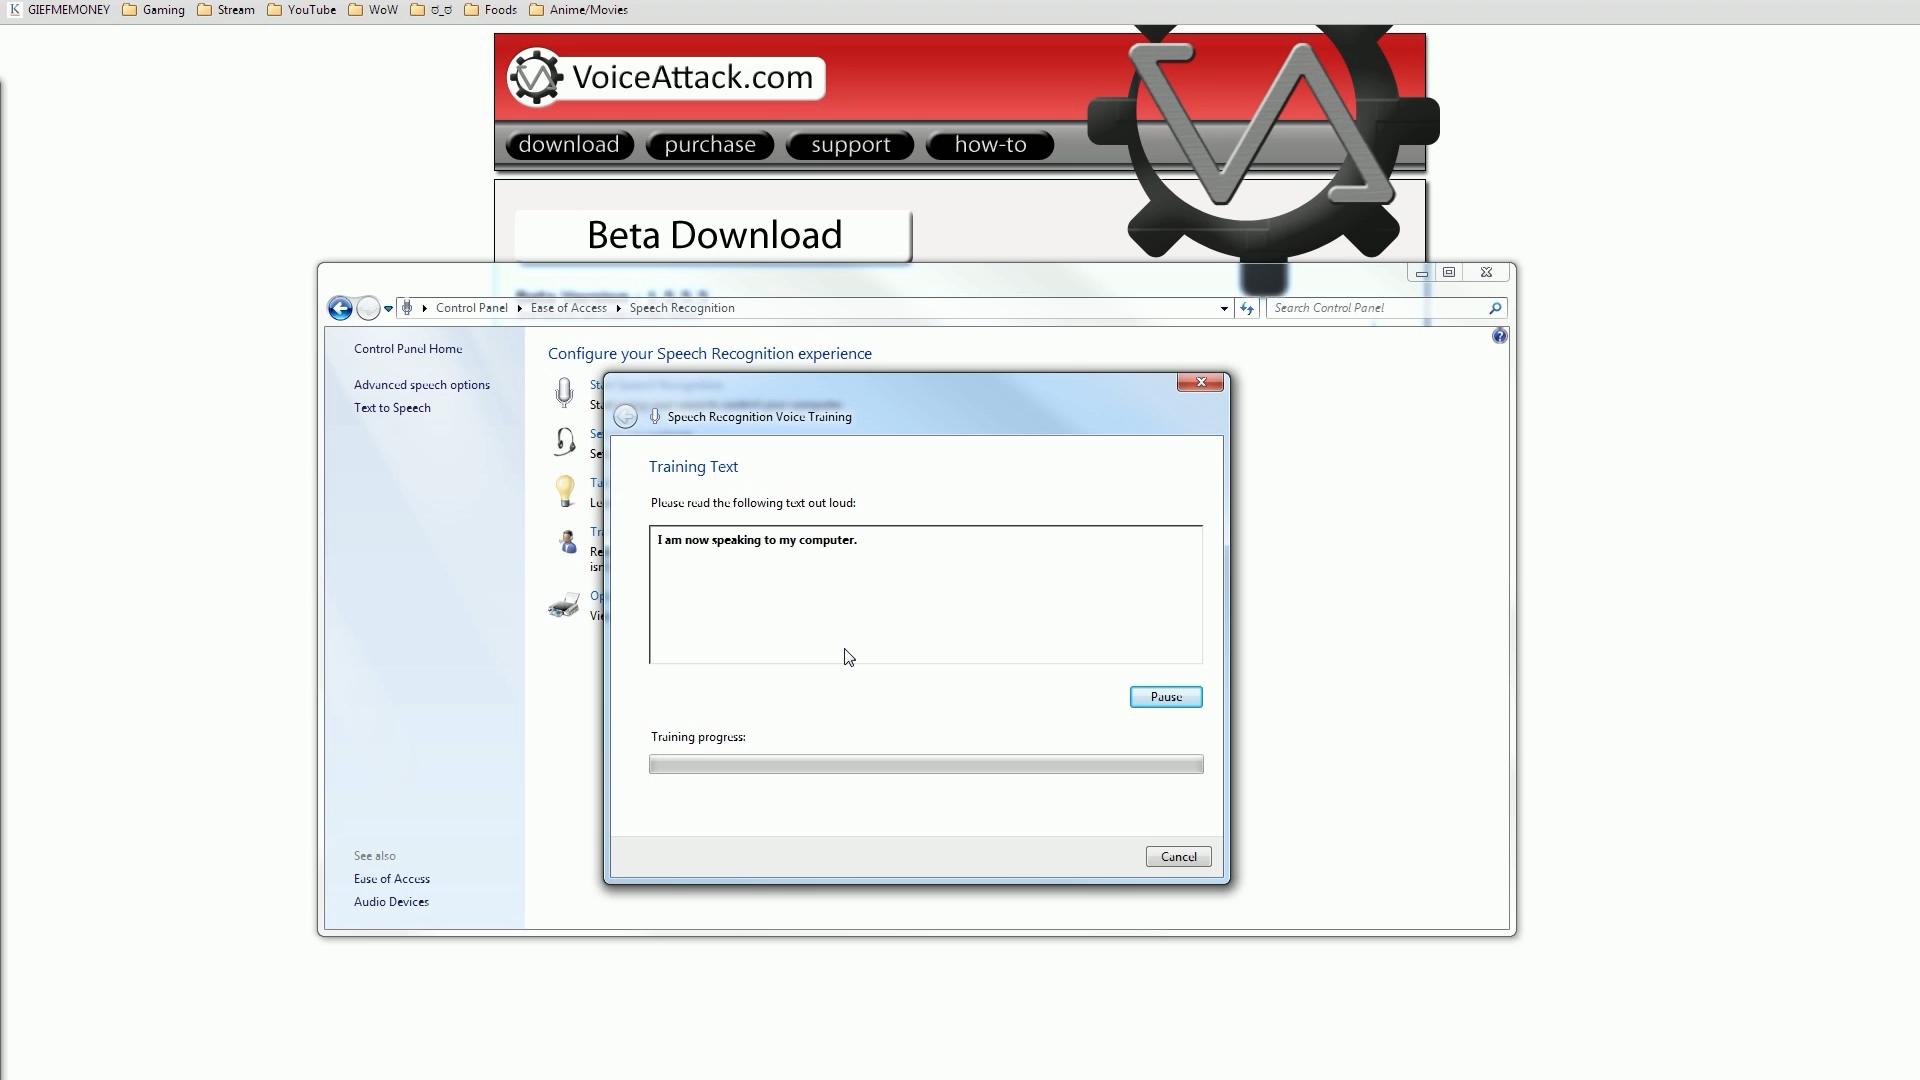 GIEFMEMONEY Gaming Stream YouTube WoW ಠ_ಠ Foods Anime/Movies
VoiceAttack.com
download purchase support how-to
Beta Download
Control Panel Ease of Access Speech Recognition Search Control Panel
Control Panel Home
Advanced speech options
Text to Speech
See also
Ease of Access
Audio Devices
Configure your Speech Recognition experience
Speech Recognition Voice Training
Training Text
Please read the following text out loud:
I am now speaking to my computer.
Pause
Training progress:
Cancel